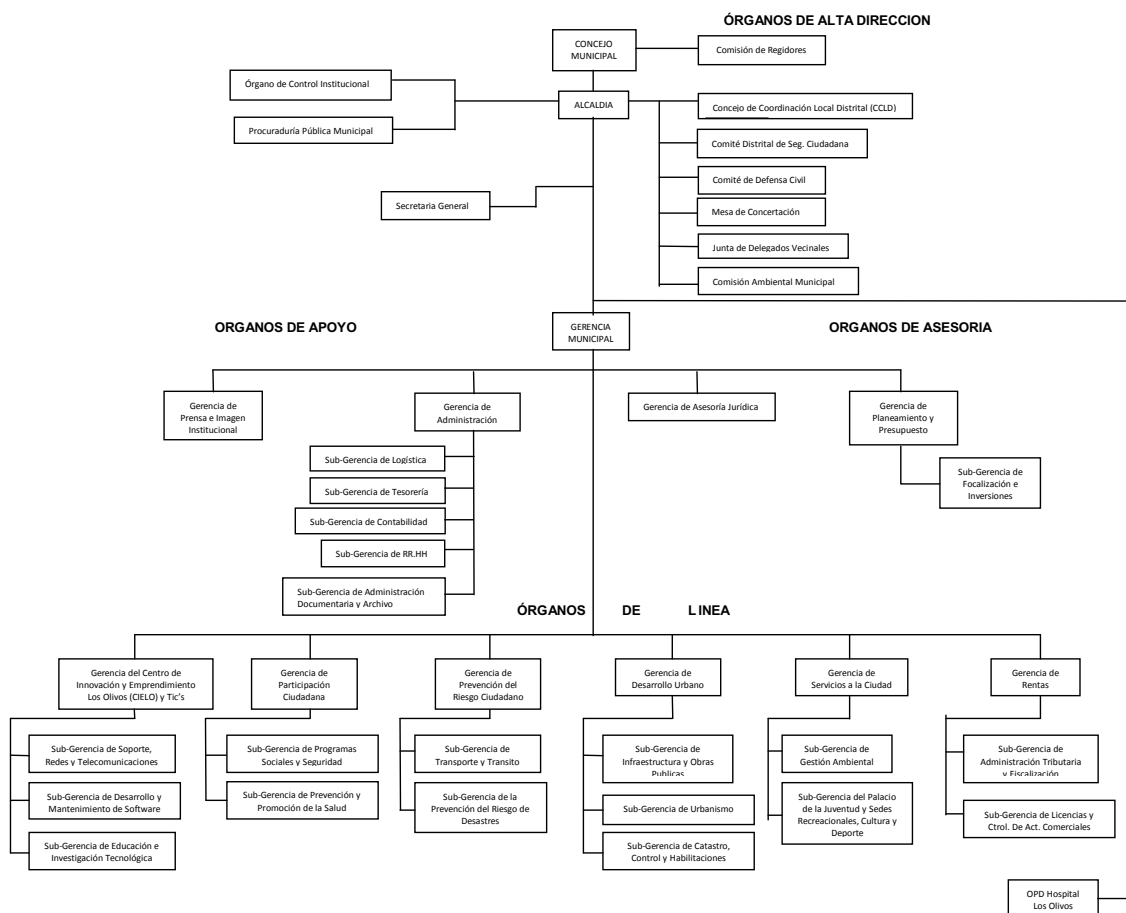 ÓRGANOS DE ALTA DIRECCION
CONCEJO
MUNICIPAL
Comisión de Regidores
Órgano de Control Institucional
ALCALDIA
Concejo de Coordinación Local Distrital (CCLD)
Procuraduría Pública Municipal
Comité Distrital de Seg. Ciudadana
Comité de Defensa Civil
Secretaria General
Mesa de Concertación
Junta de Delegados Vecinales
Comisión Ambiental Municipal
ORGANOS DE APOYO
GERENCIA
MUNICIPAL
ORGANOS DE ASESORIA
Gerencia de
Prensa e Imagen
Institucional
Gerencia de
Administración
Gerencia de Asesoría Jurídica
Gerencia de
Planeamiento y
Presupuesto
Sub-Gerencia de Logística
Sub-Gerencia de Tesorería
Sub-Gerencia de Contabilidad
Sub-Gerencia de RR.HH
Sub-Gerencia de Administración
Documentaria y Archivo
Sub-Gerencia de
Focalización e
Inversiones
ÓRGANOS DE LINEA
Gerencia del Centro de
Innovación y Emprendimiento
Los Olivos (CIELO) y Tic's
Gerencia de
Participación
Ciudadana
Gerencia de
Prevención del
Riesgo Ciudadano
Gerencia de
Desarrollo Urbano
Gerencia de
Servicios a la Ciudad
Gerencia de
Rentas
Sub-Gerencia de Soporte,
Redes y Telecomunicaciones
Sub-Gerencia de Desarrollo y
Mantenimiento de Software
Sub-Gerencia de Educación e
Investigación Tecnológica
Sub-Gerencia de Programas
Sociales y Seguridad
Sub-Gerencia de Prevención y
Promoción de la Salud
Sub-Gerencia de
Transporte y Transito
Sub-Gerencia de la
Prevención del Riesgo de
Desastres
Sub-Gerencia de
Infraestructura y Obras
Publicas
Sub-Gerencia de Urbanismo
Sub-Gerencia de Catastro,
Control y Habilitaciones
Sub-Gerencia de
Gestión Ambiental
Sub-Gerencia del Palacio
de la Juventud y Sedes
Recreacionales, Cultura y
Deporte
Sub-Gerencia de
Administración Tributaria
y Fiscalización
Sub-Gerencia de Licencias y
Ctrol. De Act. Comerciales
OPD Hospital
Los Olivos